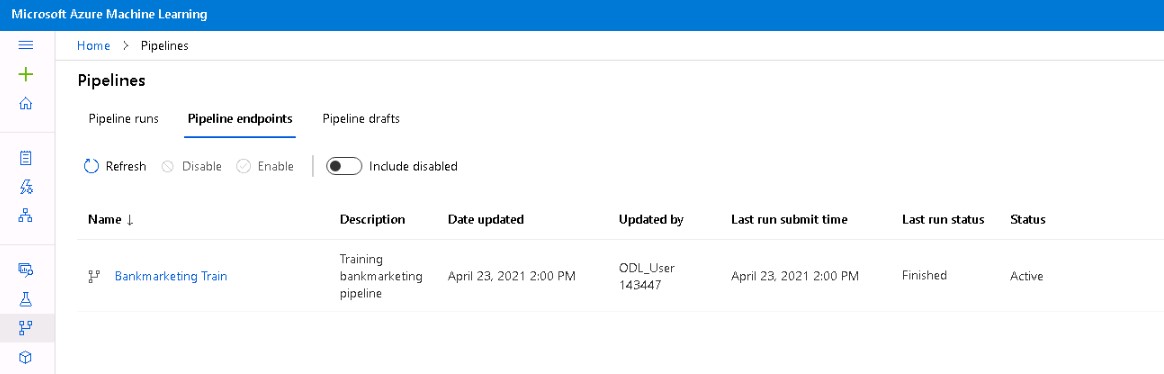 Microsoft Azure Machine Learning
Home > Pipelines
Pipelines
Pipeline runs Pipeline endpoints Pipeline drafts
Refresh Disable Enable Include disabled
Name ↓ Description Date updated Updated by Last run submit time Last run status Status
Bankmarketing Train Training bankmarketing pipeline April 23, 2021 2:00 PM ODL_User 143447 April 23, 2021 2:00 PM Finished Active